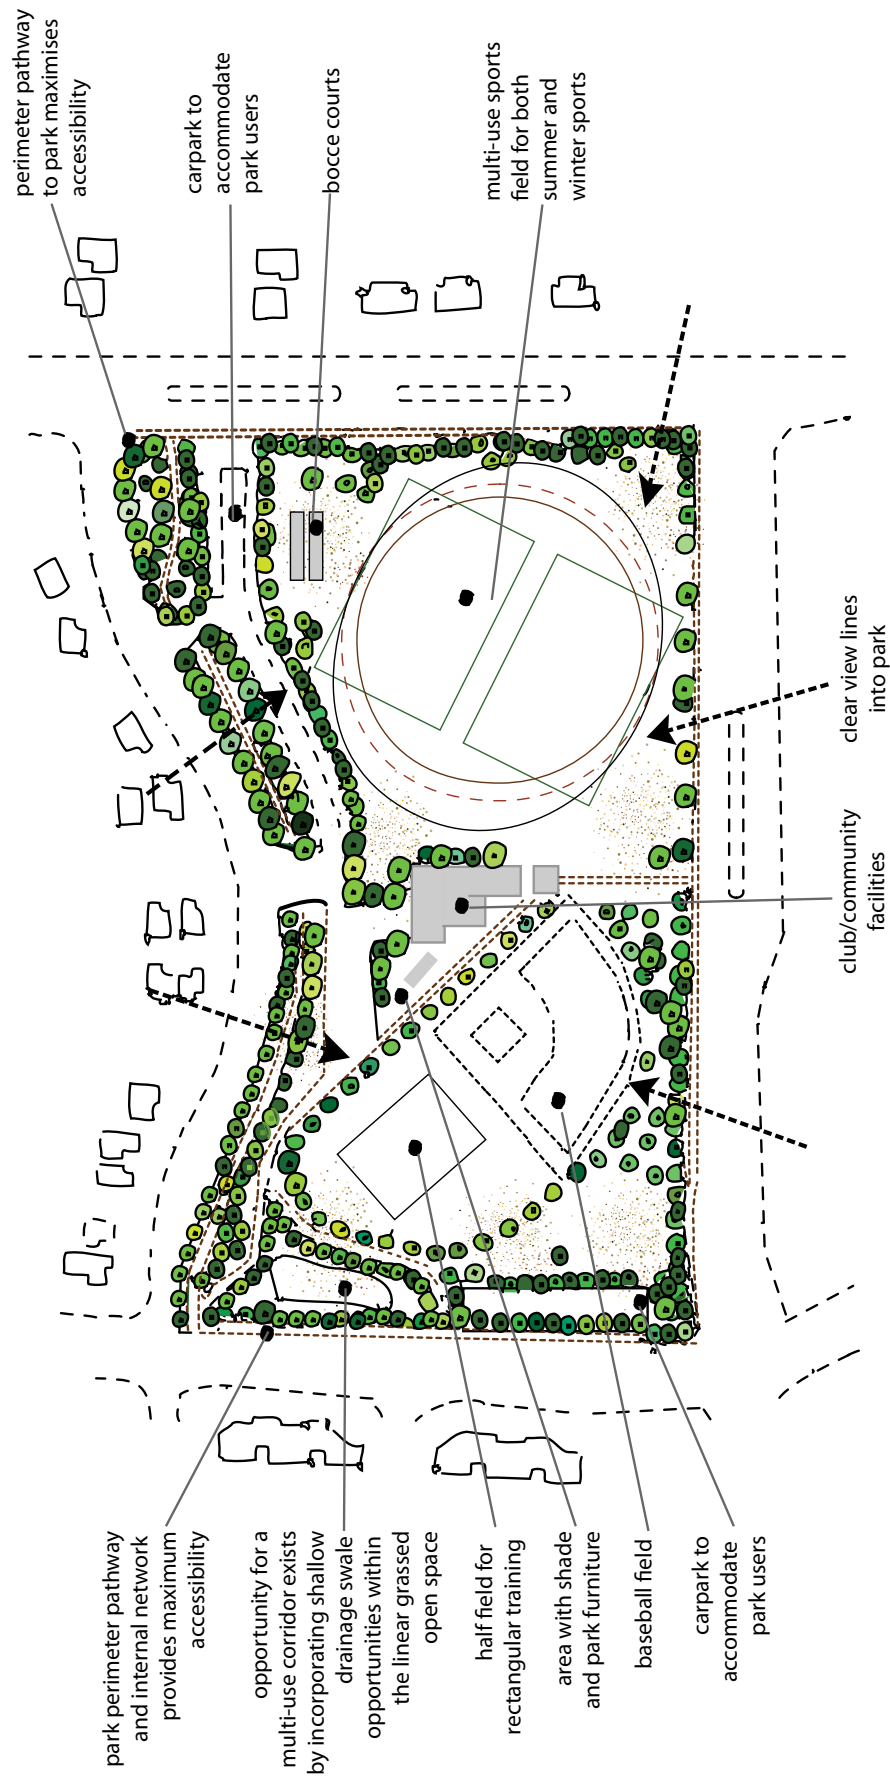 perimeter pathway
to park maximises
accessibility
carpark to
accommodate
park users
bocce courts
multi-use sports
field for both
summer and
winter sports
clear view lines
into park
club/community
facilities
park perimeter pathway
and internal network
provides maximum
accessibility
opportunity for a
multi-use corridor exists
by incorporating shallow
drainage swale
opportunities within
the linear grassed
open space
half field for
rectangular training
area with shade
and park furniture
baseball field
carpark to
accommodate
park users